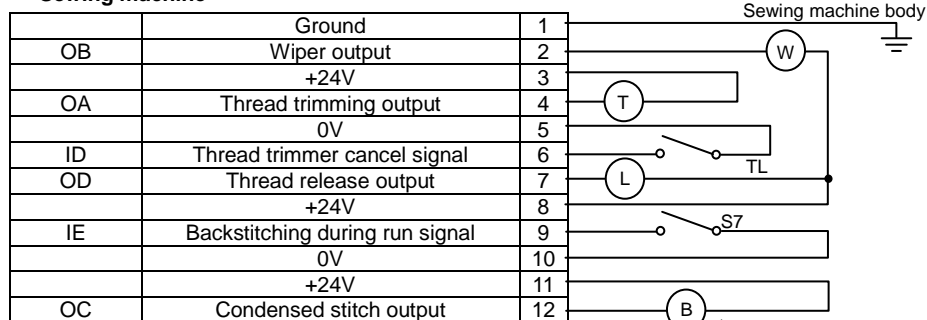 Sewing machine
Sewing machine body
Ground 1
OB Wiper output 2 W
+24V 3
OA Thread trimming output 4 T
0V 5
ID Thread trimmer cancel signal 6 TL
OD Thread release output 7 L
+24V 8
IE Backstitching during run signal 9 S7
0V 10
+24V 11
OC Condensed stitch output 12 B